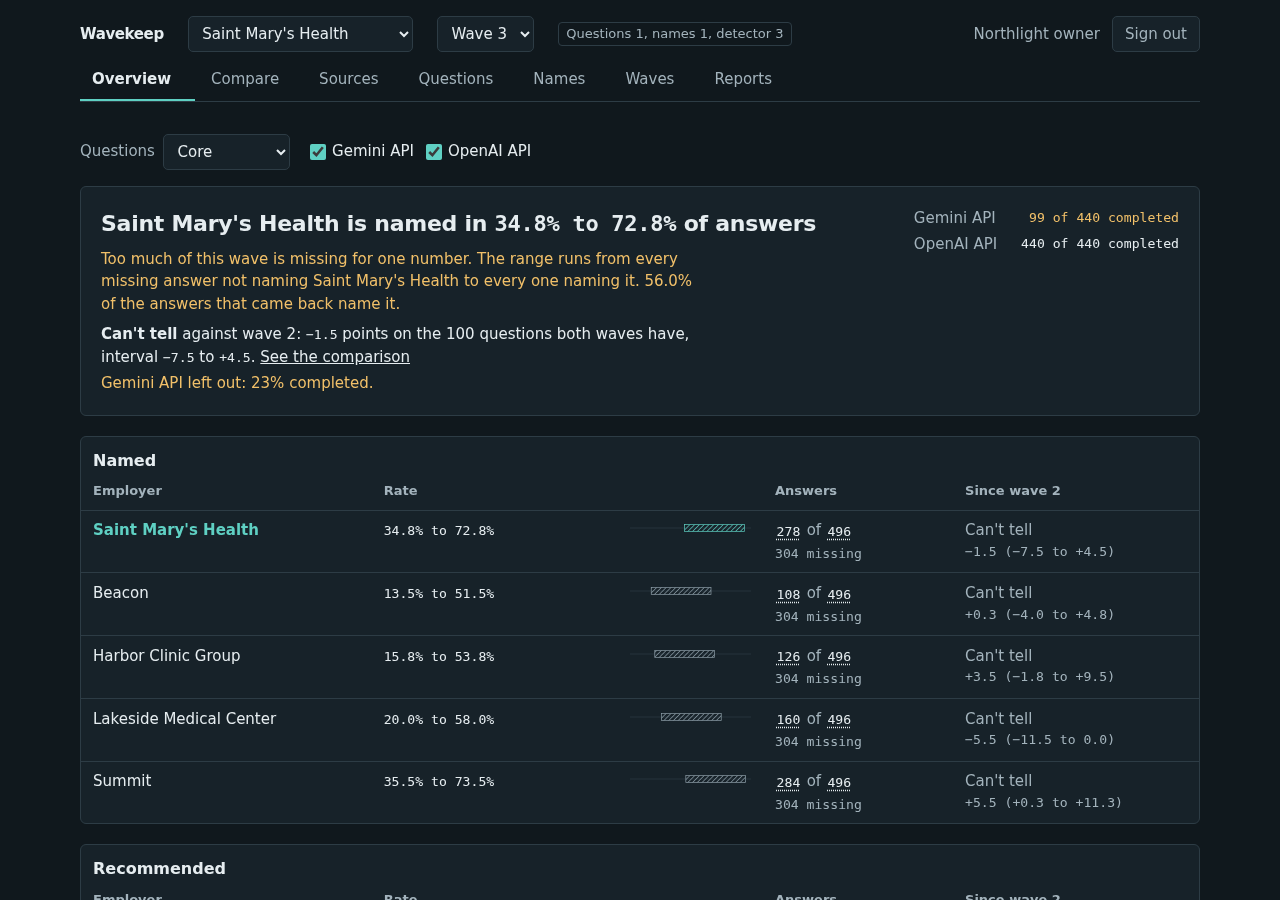 Wavekeep
Saint Mary's Health
Wave 3
Questions 1, names 1, detector 3
Northlight owner
Sign out
Overview
Compare
Sources
Questions
Names
Waves
Reports
Questions
Core
Gemini API
OpenAI API
Saint Mary's Health is named in 34.8% to 72.8% of answers
Gemini API 99 of 440 completed
OpenAI API 440 of 440 completed
Too much of this wave is missing for one number. The range runs from every
missing answer not naming Saint Mary's Health to every one naming it. 56.0%
of the answers that came back name it.
Can't tell against wave 2: −1.5 points on the 100 questions both waves have,
interval −7.5 to +4.5. See the comparison
Gemini API left out: 23% completed.
Named
Employer Rate Answers Since wave 2
Saint Mary's Health 34.8% to 72.8% 278 of 496 Can't tell
304 missing −1.5 (−7.5 to +4.5)
Beacon 13.5% to 51.5% 108 of 496 Can't tell
304 missing +0.3 (−4.0 to +4.8)
Harbor Clinic Group 15.8% to 53.8% 126 of 496 Can't tell
304 missing +3.5 (−1.8 to +9.5)
Lakeside Medical Center 20.0% to 58.0% 160 of 496 Can't tell
304 missing −5.5 (−11.5 to 0.0)
Summit 35.5% to 73.5% 284 of 496 Can't tell
304 missing +5.5 (+0.3 to +11.3)
Recommended
Employer Rate Answers Since wave 2